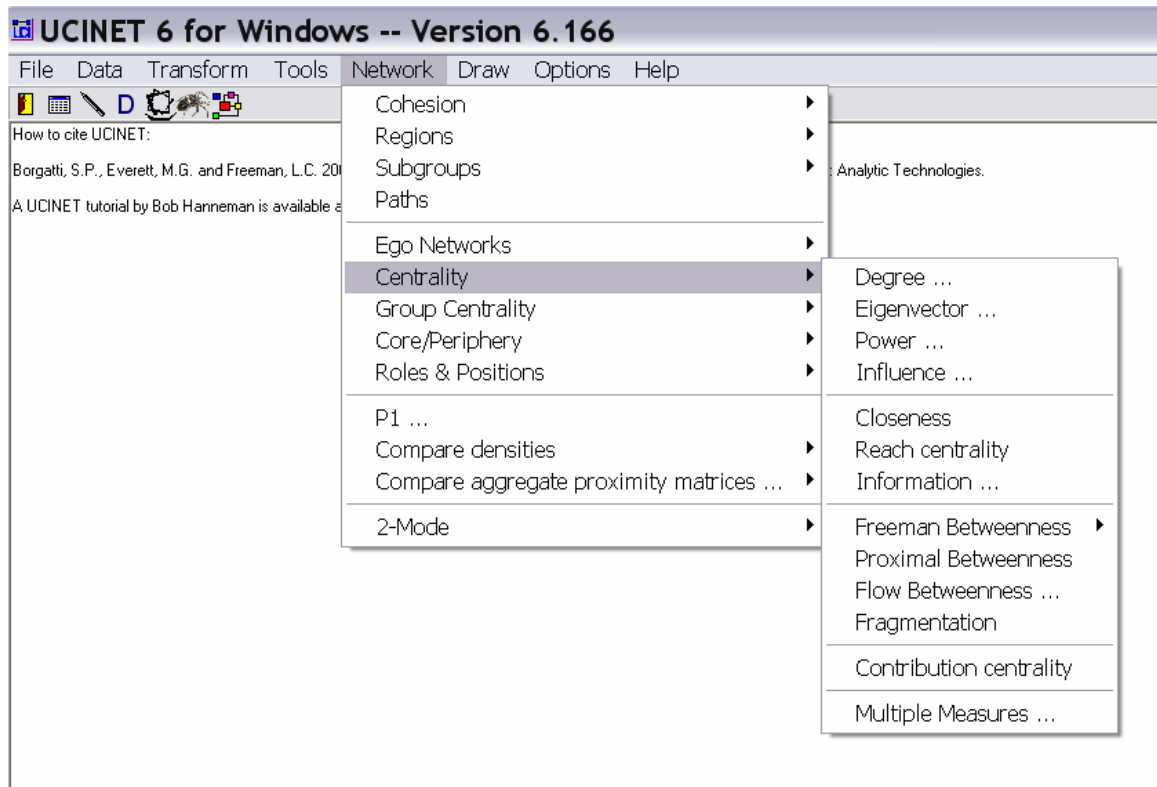 UCINET 6 for Windows -- Version 6.166
File Data Transform Tools Network Draw Options Help
D
How to cite UCINET:
Borgatti, S.P., Everett, M.G. and Freeman, L.C. 20
: Analytic Technologies.
A UCINET tutorial by Bob Hanneman is available a
Cohesion
Regions
Subgroups
Paths
Ego Networks
Centrality
Group Centrality
Core/Periphery
Roles & Positions
P1 ...
Compare densities
Compare aggregate proximity matrices ...
2-Mode
Degree ...
Eigenvector ...
Power ...
Influence ...
Closeness
Reach centrality
Information ...
Freeman Betweenness
Proximal Betweenness
Flow Betweenness ...
Fragmentation
Contribution centrality
Multiple Measures ...